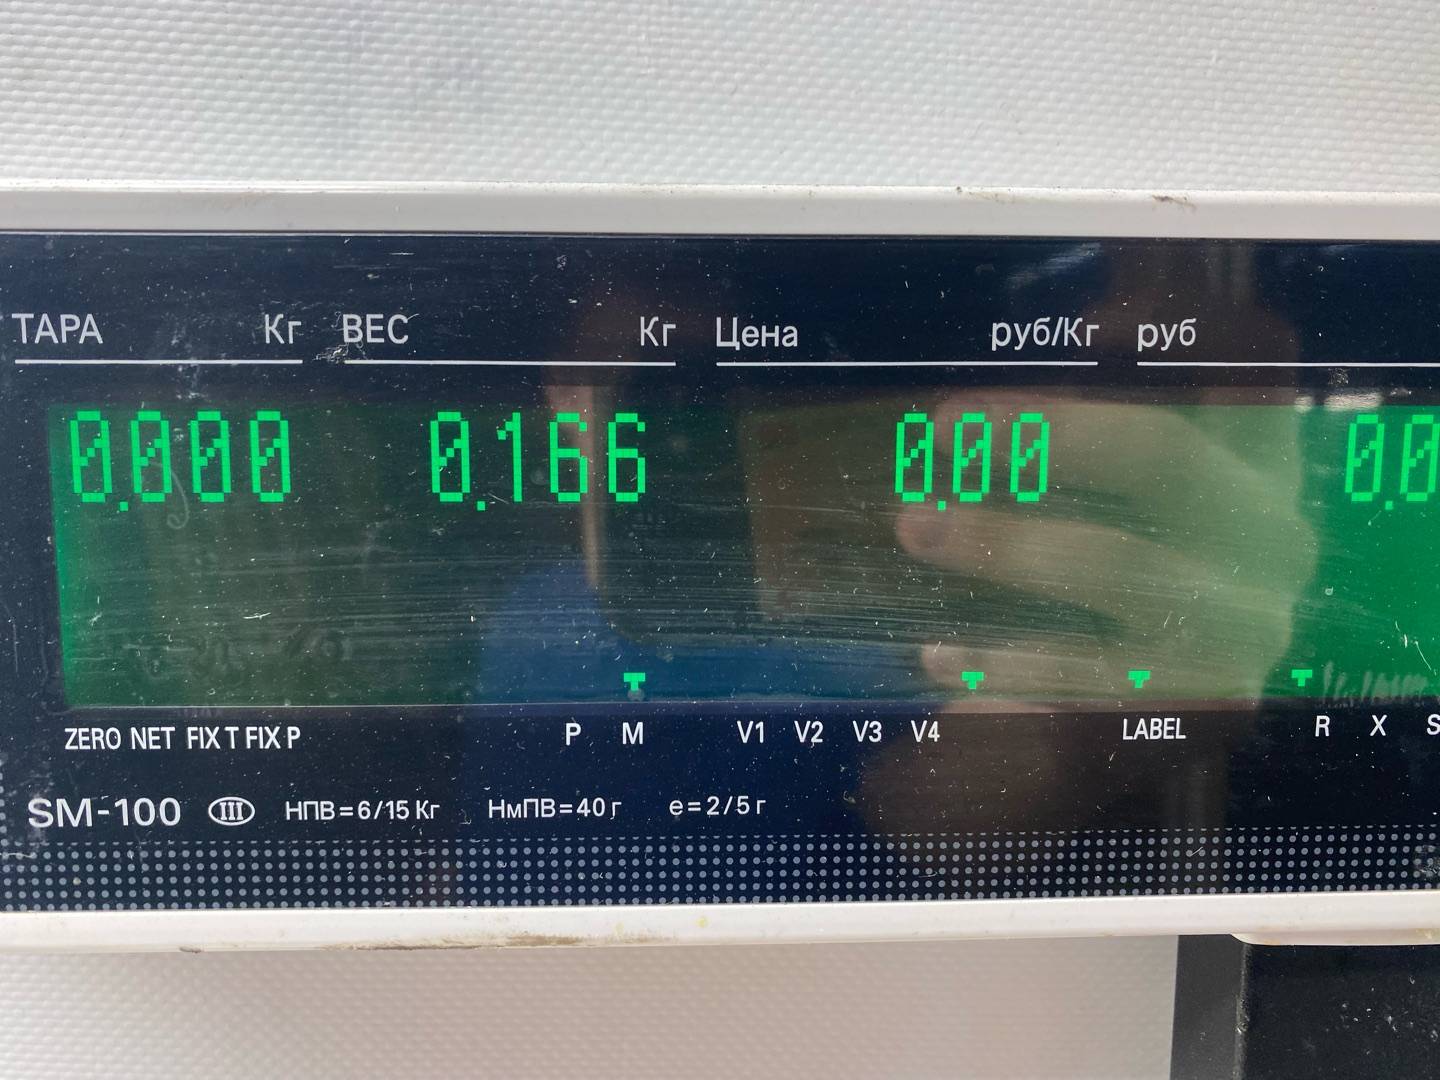 ТАРА Кг ВЕС Кг Цена руб/Кг руб
0.000 0.166 0.00 0.0
ZERO NET FIX T FIX P P M V1 V2 V3 V4 LABEL R X S
SM-100 III НПВ=6/15 Кг НмПВ=40 г e=2/5 г